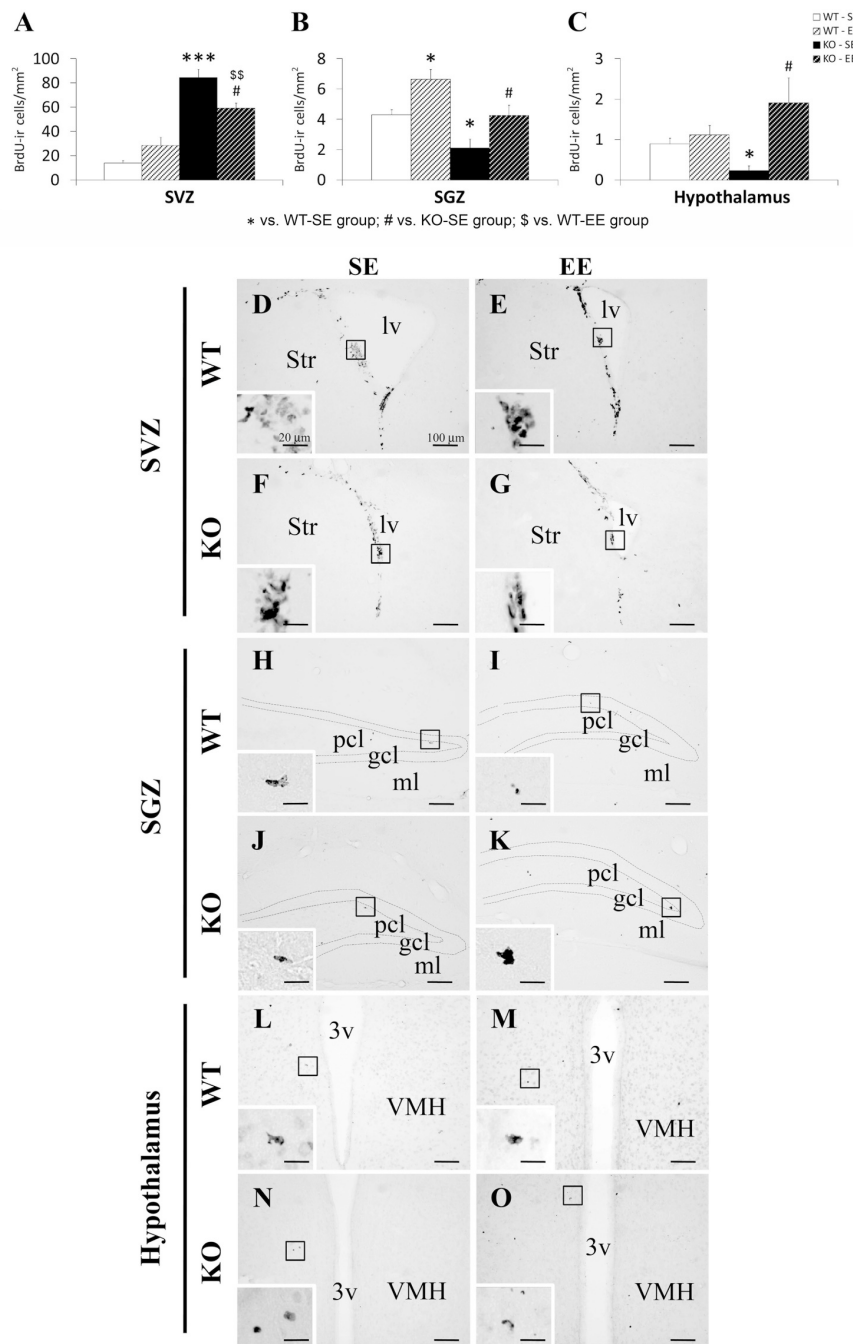 A
BrdU-ir cells/mm²
100
80
60
40
20
0
***
$$
#
SVZ
B
BrdU-ir cells/mm²
8
6
4
2
0
*
*
#
SGZ
C
BrdU-ir cells/mm²
3
2
1
0
*
#
Hypothalamus
WT - S
WT - E
KO - SE
KO - EE
* vs. WT-SE group; # vs. KO-SE group; $ vs. WT-EE group
SE
EE
SVZ
WT
D
lv
Str
20 µm
100 µm
E
lv
Str
KO
F
lv
Str
G
lv
Str
SGZ
WT
H
pcl
gcl
ml
I
pcl
gcl
ml
KO
J
pcl
gcl
ml
K
pcl
gcl
ml
Hypothalamus
WT
L
3v
VMH
M
3v
VMH
KO
N
3v
VMH
O
3v
VMH